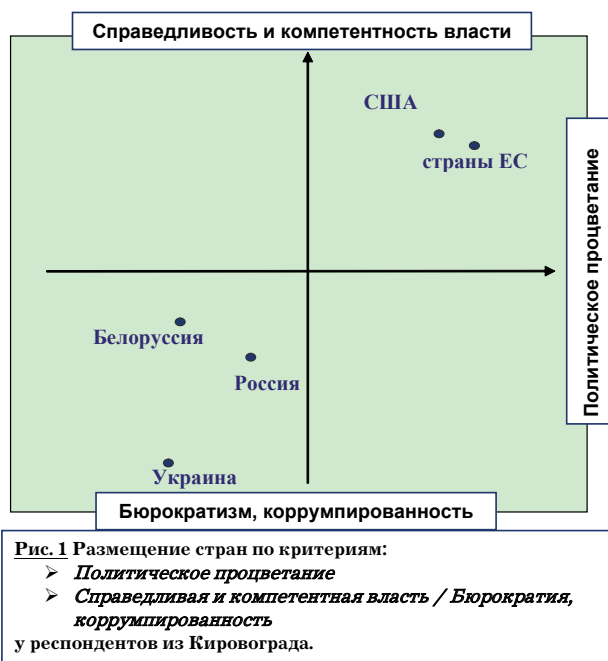 Справедливость и компетентность власти
США
страны ЕС
Политическое процветание
Белоруссия
Россия
Украина
Бюрократизм, коррумпированность
Рис. 1 Размещение стран по критериям:
➢ Политическое процветание
➢ Справедливая и компетентная власть / Бюрократия,
коррумпированность
у респондентов из Кировограда.